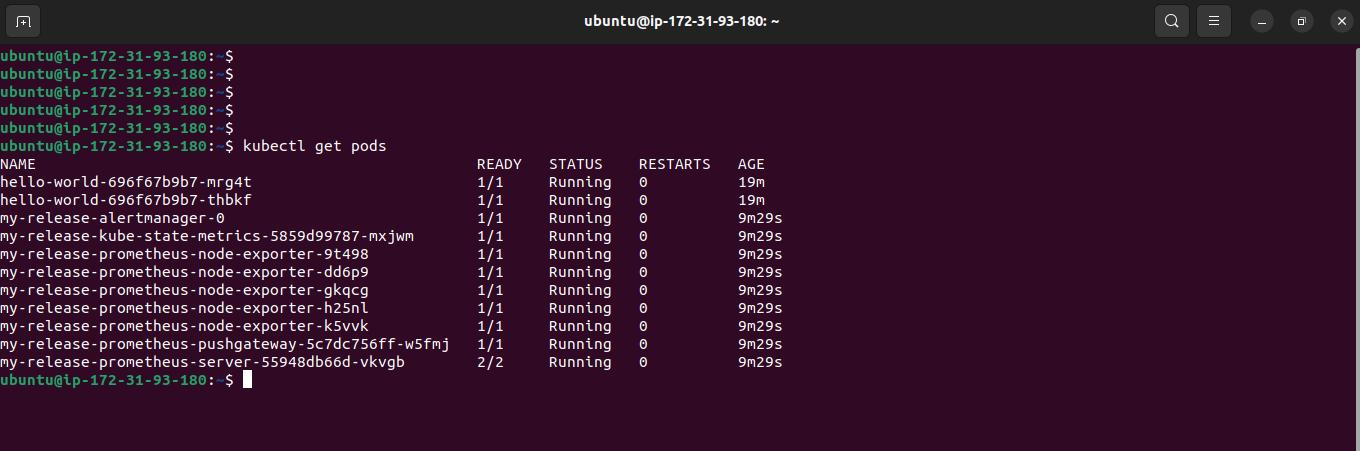 ubuntu@ip-172-31-93-180: ~
ubuntu@ip-172-31-93-180:~$
ubuntu@ip-172-31-93-180:~$
ubuntu@ip-172-31-93-180:~$
ubuntu@ip-172-31-93-180:~$
ubuntu@ip-172-31-93-180:~$
ubuntu@ip-172-31-93-180:~$ kubectl get pods
NAME READY STATUS RESTARTS AGE
hello-world-696f67b9b7-mrg4t 1/1 Running 0 19m
hello-world-696f67b9b7-thbkf 1/1 Running 0 19m
my-release-alertmanager-0 1/1 Running 0 9m29s
my-release-kube-state-metrics-5859d99787-mxjwm 1/1 Running 0 9m29s
my-release-prometheus-node-exporter-9t498 1/1 Running 0 9m29s
my-release-prometheus-node-exporter-dd6p9 1/1 Running 0 9m29s
my-release-prometheus-node-exporter-gkqcg 1/1 Running 0 9m29s
my-release-prometheus-node-exporter-h25nl 1/1 Running 0 9m29s
my-release-prometheus-node-exporter-k5vvk 1/1 Running 0 9m29s
my-release-prometheus-pushgateway-5c7dc756ff-w5fmj 1/1 Running 0 9m29s
my-release-prometheus-server-55948db66d-vkvgb 2/2 Running 0 9m29s
ubuntu@ip-172-31-93-180:~$